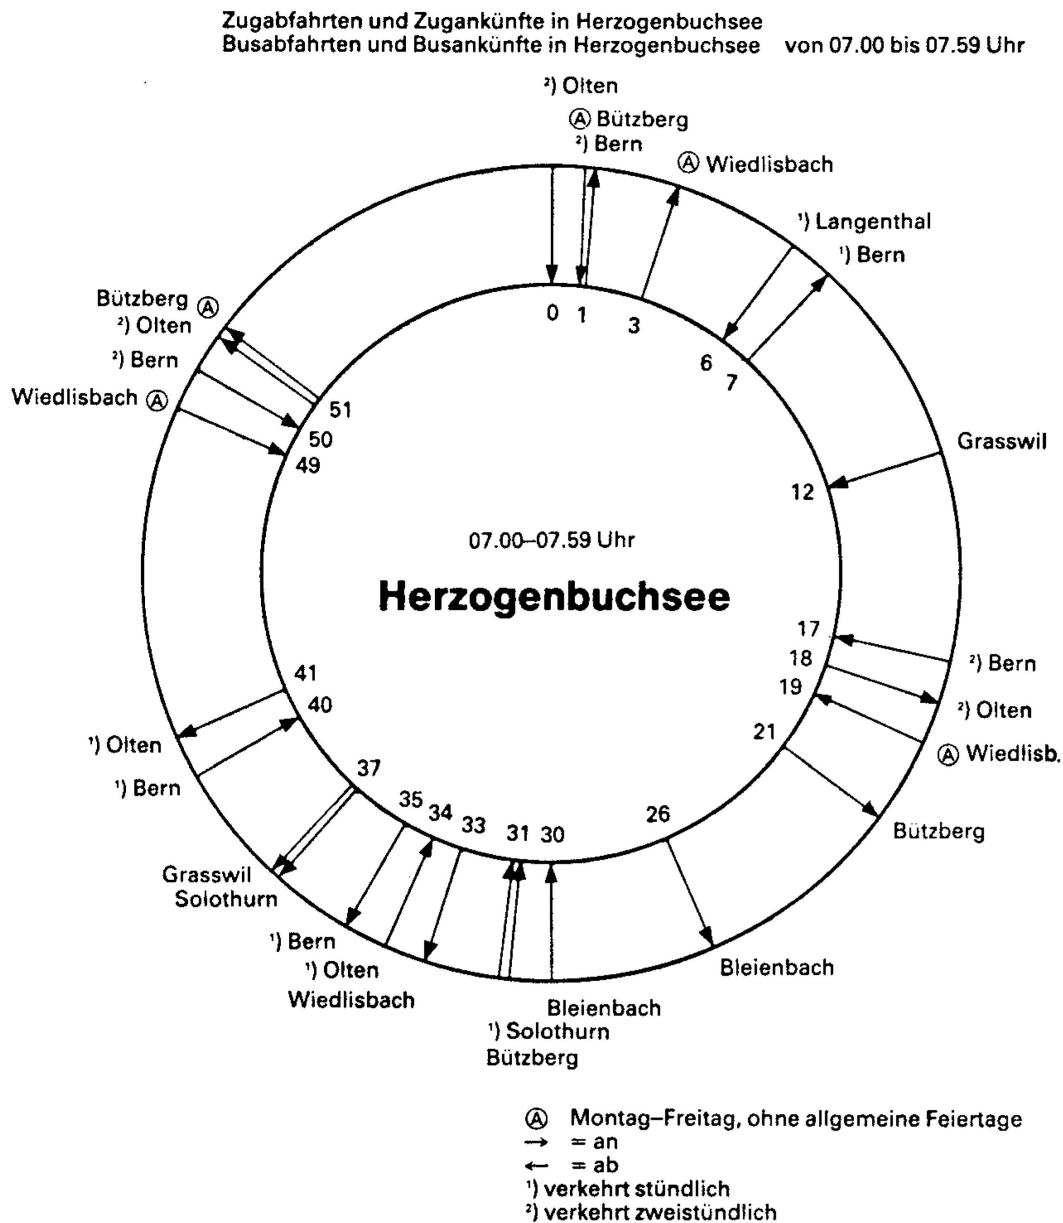 Zugabfahrten und Zugankünfte in Herzogenbuchsee
Busabfahrten und Busankünfte in Herzogenbuchsee von 07.00 bis 07.59 Uhr
²) Olten
Ⓐ Bützberg
²) Bern
Ⓐ Wiedlisbach
¹) Langenthal
¹) Bern
Bützberg Ⓐ
²) Olten
²) Bern
Wiedlisbach Ⓐ
0
1
3
6
7
51
50
49
Grasswil
12
07.00–07.59 Uhr
Herzogenbuchsee
17
18
19
21
²) Bern
²) Olten
Ⓐ Wiedlisb.
Bützberg
41
40
¹) Olten
¹) Bern
37
35
34
33
31
30
26
Grasswil
Solothurn
¹) Bern
¹) Olten
Wiedlisbach
Bleienbach
Bleienbach
¹) Solothurn
Bützberg
Ⓐ Montag–Freitag, ohne allgemeine Feiertage
→ = an
← = ab
¹) verkehrt stündlich
²) verkehrt zweistündlich